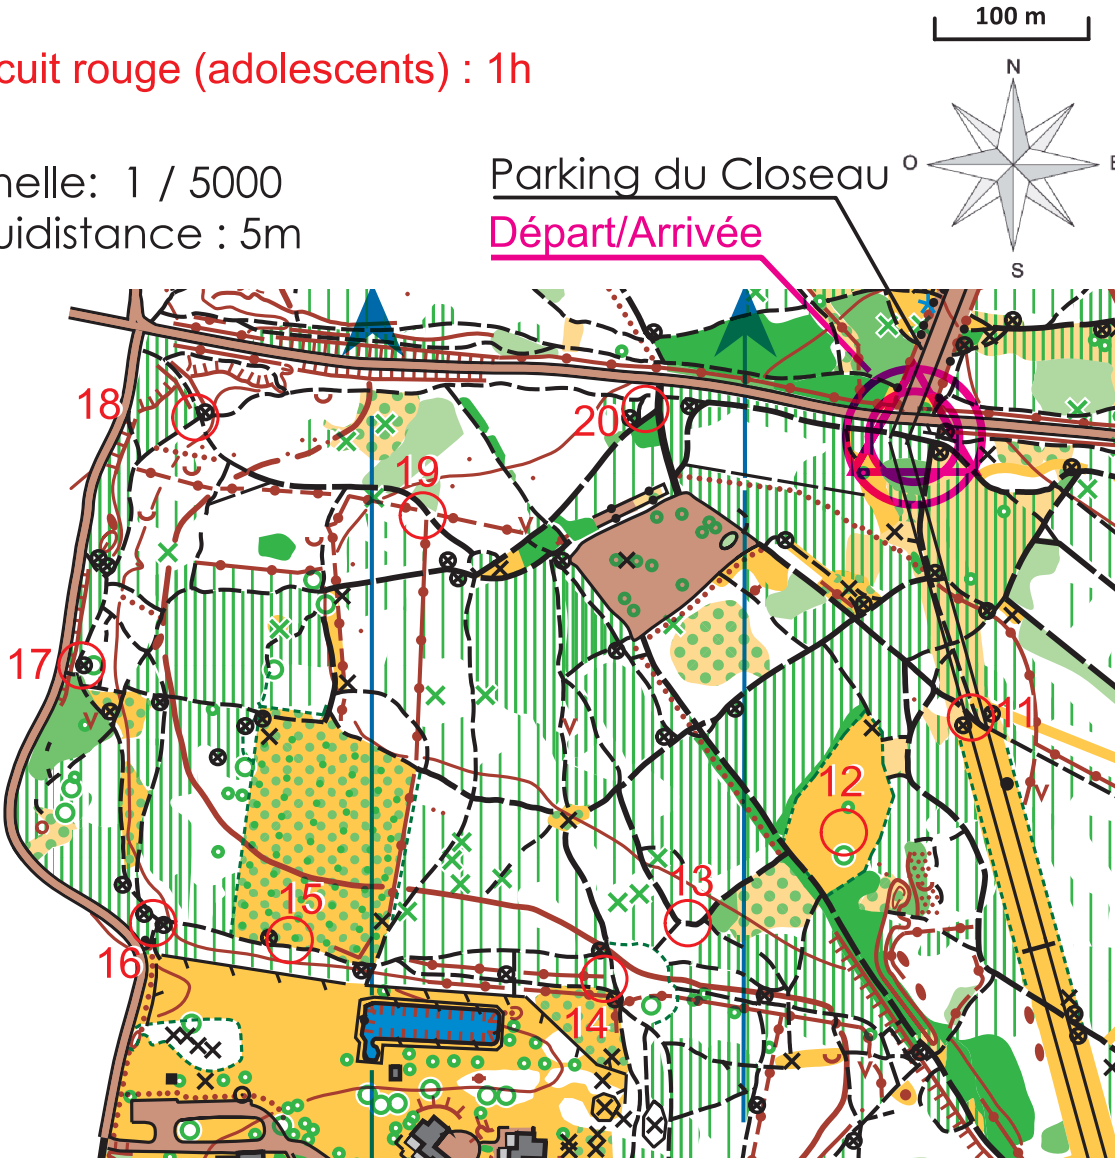 100 m
N
cuit rouge (adolescents) : 1h
O
E
S
helle: 1 / 5000
uidistance : 5m
Parking du Closeau
Départ/Arrivée
18
20
19
17
11
12
13
15
16
14